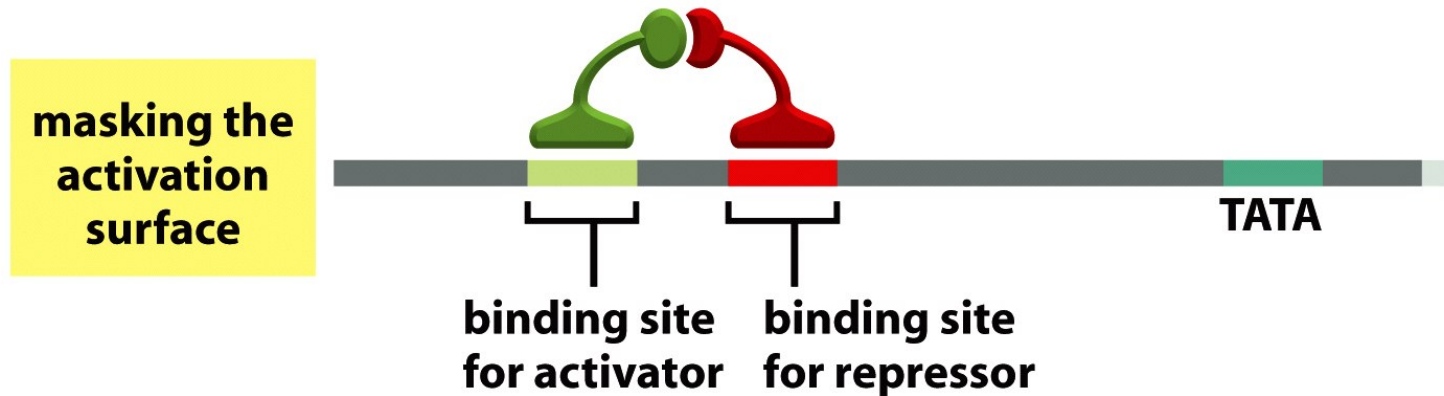 masking the
activation
surface
TATA
binding site
for activator
binding site
for repressor